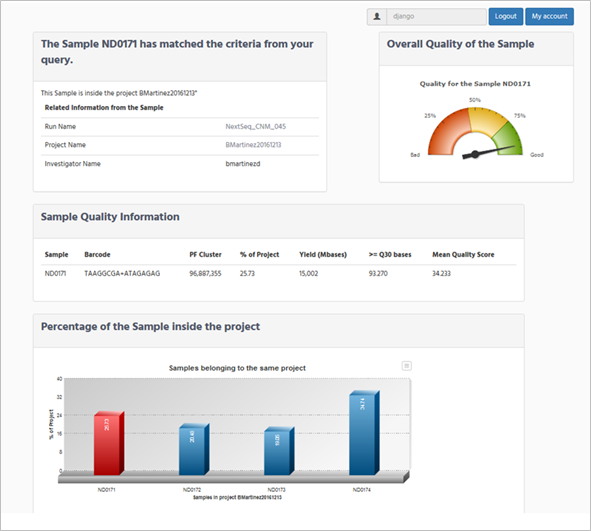 django
Logout
My account
The Sample ND0171 has matched the criteria from your
query.
This Sample is inside the project BMartinez20161213"
Related Information from the Sample
Run Name NextSeq_CNM_045
Project Name BMartinez20161213
Investigator Name bmartinezd
Overall Quality of the Sample
Quality for the Sample ND0171
50%
25% 75%
Bad Good
Sample Quality Information
Sample Barcode PF Cluster % of Project Yield (Mbases) >= Q30 bases Mean Quality Score
ND0171 TAAGGCGA+ATAGAGAG 96,887,355 25.73 15,002 93.270 34.233
Percentage of the Sample inside the project
Samples belonging to the same project
% of Project
40
32
24
16
8
0
25.73
34.74
ND0171 ND0172 ND0173 ND0174
Samples in project BMartinez20161213